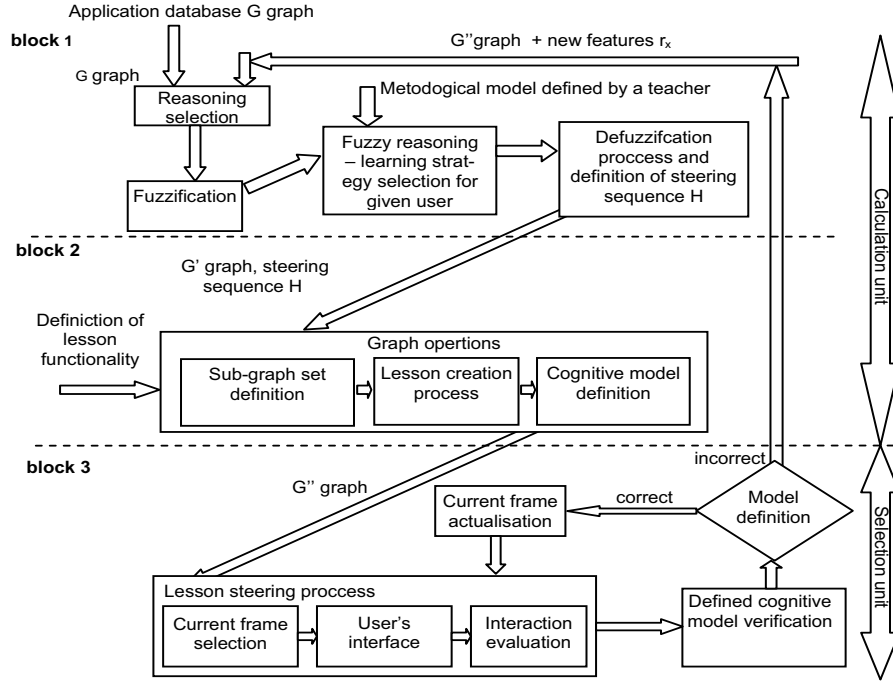 Application database G graph
block 1
G''graph + new features rx
G graph
Metodogical model defined by a teacher
Reasoning
selection
Fuzzy reasoning
– learning strat-
egy selection for
given user
Defuzzifcation
proccess and
definition of steering
sequence H
Fuzzification
Calculation unit
block 2
G' graph, steering
sequence H
Definiction of
lesson
functionality
Graph opertions
Sub-graph set
definition
Lesson creation
process
Cognitive model
definition
block 3
incorrect
G'' graph
Current frame
actualisation
correct
Model
definition
Selection unit
Lesson steering proccess
Current frame
selection
User's
interface
Interaction
evaluation
Defined cognitive
model verification